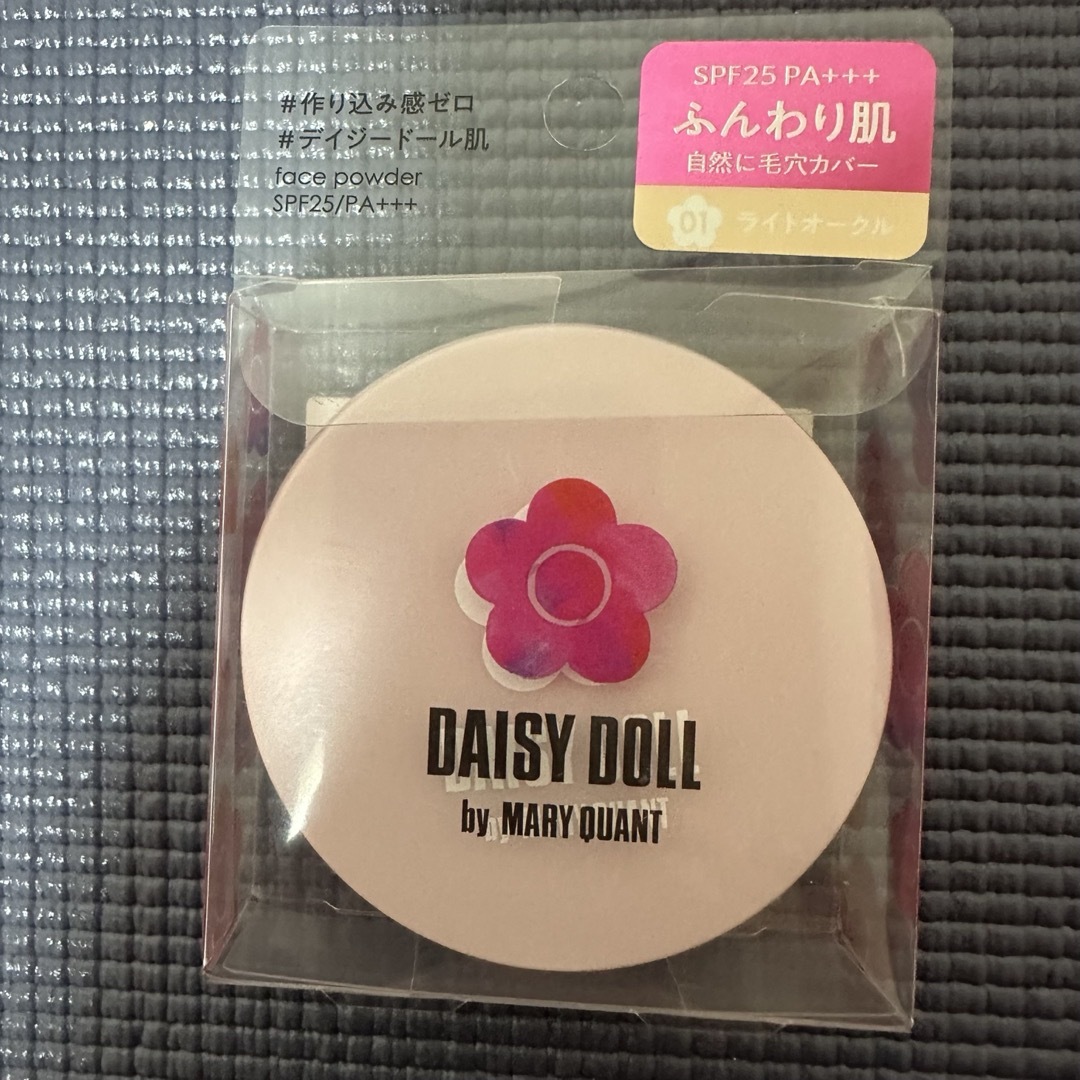 #作り込み感ゼロ
#デイジードール肌
face powder
SPF25/PA+++
SPF25 PA+++
ふんわり肌
自然に毛穴カバー
01 ライトオークル
DAISY DOLL
by MARY QUANT